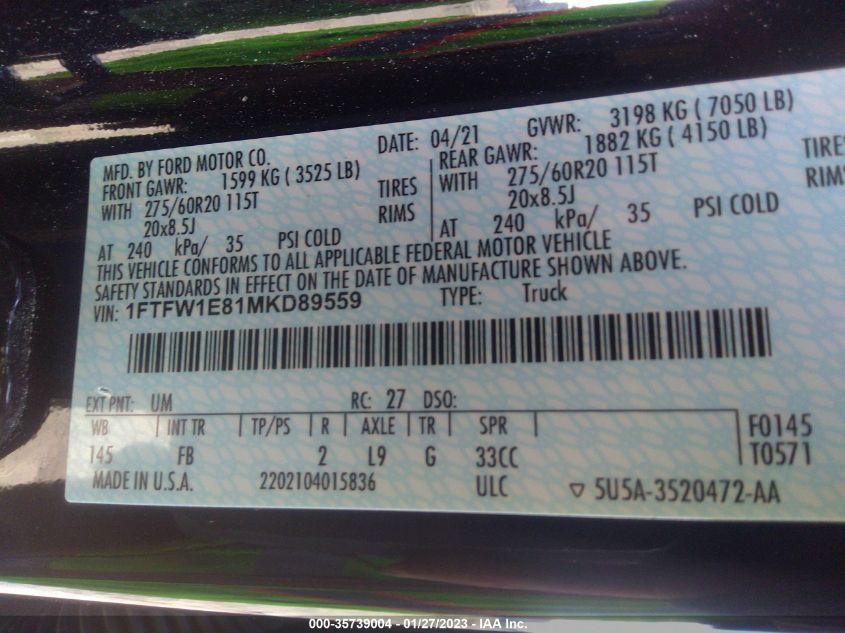 MFD. BY FORD MOTOR CO. DATE: 04/21 GVWR: 3198 KG ( 7050 LB)
FRONT GAWR: 1599 KG ( 3525 LB) REAR GAWR: 1882 KG ( 4150 LB)
WITH 275/60R20 115T TIRES WITH 275/60R20 115T TIRE
20x8.5J RIMS 20x8.5J RIM
AT 240 kPa/ 35 PSI COLD AT 240 kPa/ 35 PSI COLD
THIS VEHICLE CONFORMS TO ALL APPLICABLE FEDERAL MOTOR VEHICLE
SAFETY STANDARDS IN EFFECT ON THE DATE OF MANUFACTURE SHOWN ABOVE.
VIN: 1FTFW1E81MKD89559 TYPE: Truck
EXT PNT: UM RC: 27 DSO:
WB INT TR TP/PS R AXLE TR SPR F0145
145 FB 2 L9 G 33CC T0571
MADE IN U.S.A. 2202104015836 ULC ▽ 5U5A-3520472-AA
000-35739004 / 01/27/2023 - IAA Inc.